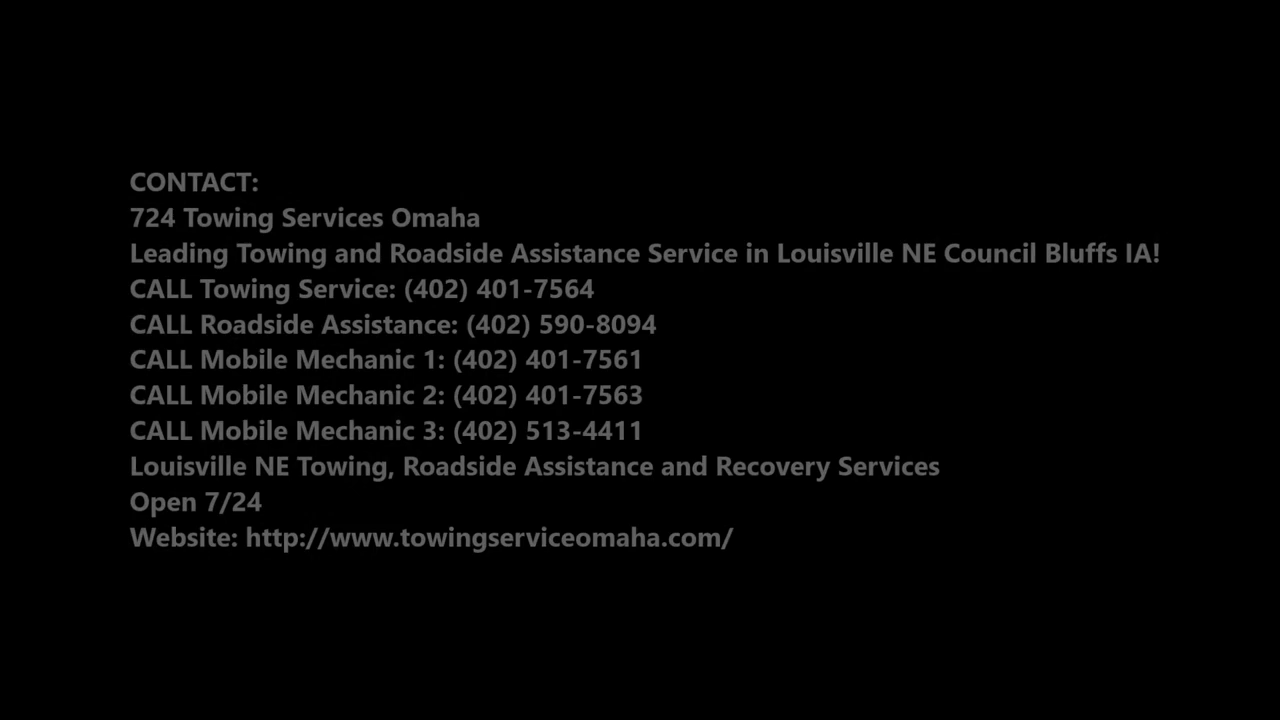 CONTACT:
724 Towing Services Omaha
Leading Towing and Roadside Assistance Service in Louisville NE Council Bluffs IA!
CALL Towing Service: (402) 401-7564
CALL Roadside Assistance: (402) 590-8094
CALL Mobile Mechanic 1: (402) 401-7561
CALL Mobile Mechanic 2: (402) 401-7563
CALL Mobile Mechanic 3: (402) 513-4411
Louisville NE Towing, Roadside Assistance and Recovery Services
Open 7/24
Website: http://www.towingserviceomaha.com/